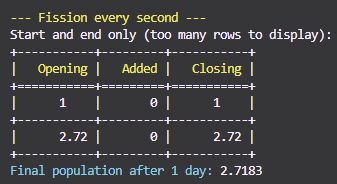 --- Fission every second ---
Start and end only (too many rows to display):
+-----------+---------+-----------+
|   Opening |   Added |   Closing |
+===========+=========+===========+
|      1    |       0 |      1    |
+-----------+---------+-----------+
|      2.72 |       0 |      2.72 |
+-----------+---------+-----------+
Final population after 1 day: 2.7183